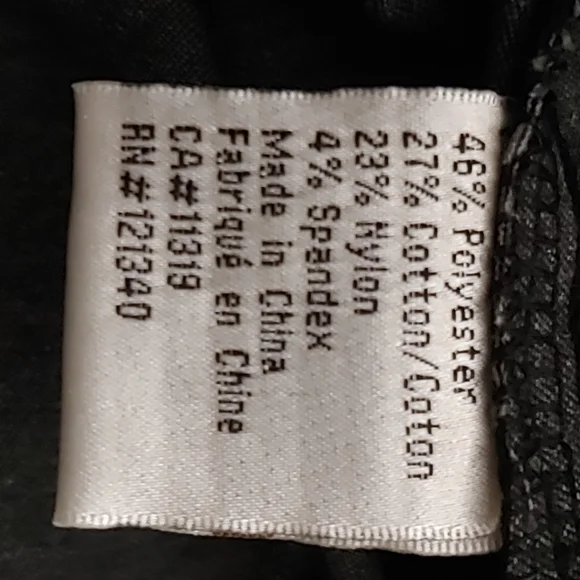 46% Polyester
27% Cotton/Coton
23% Nylon
4% Spandex
Made in China
Fabriqué en Chine
CA#11319
RN#121340